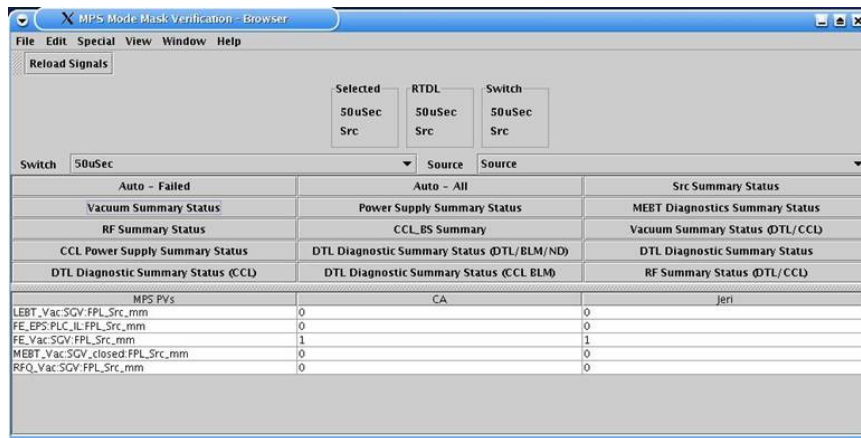 MPS Mode Mask Verification - Browser
File Edit Special View Window Help
Reload Signals
Selected RTDL Switch
50uSec 50uSec 50uSec
Src Src Src
Switch 50uSec Source Source
Auto - Failed Auto - All Src Summary Status
Vacuum Summary Status Power Supply Summary Status MEBT Diagnostics Summary Status
RF Summary Status CCL_BS Summary Vacuum Summary Status (DTL/CCL)
CCL Power Supply Summary Status DTL Diagnostic Summary Status (DTL/BLM/ND) DTL Diagnostic Summary Status
DTL Diagnostic Summary Status (CCL) DTL Diagnostic Summary Status (CCL BLM) RF Summary Status (DTL/CCL)
MPS PVs CA Jeri
LEBT_Vac:SGV:FPL_Src_mm 0 0
FE_EPS:PLC_IL:FPL_Src_mm 0 0
FE_Vac:SGV:FPL_Src_mm 1 1
MEBT_Vac:SGV_closed:FPL_Src_mm 0 0
RFQ_Vac:SGV:FPL_Src_mm 0 0